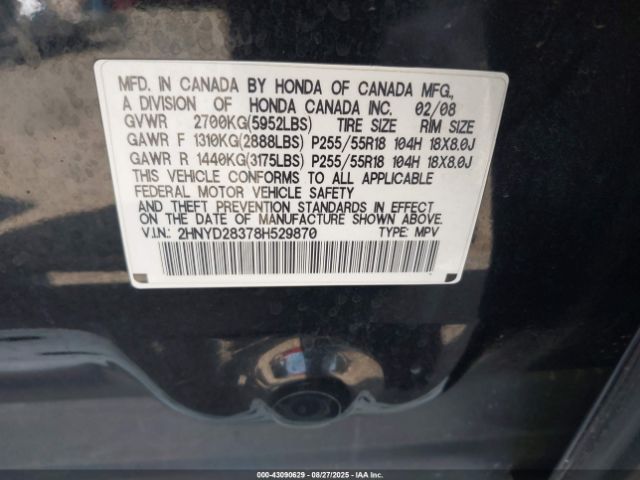 MFD. IN CANADA BY HONDA OF CANADA MFG.,
A DIVISION OF HONDA CANADA INC. 02/08
GVWR 2700KG(5952LBS) TIRE SIZE RIM SIZE
GAWR F 1310KG(2888LBS) P255/55R18 104H 18X8.0J
GAWR R 1440KG(3175LBS) P255/55R18 104H 18X8.0J
THIS VEHICLE CONFORMS TO ALL APPLICABLE
FEDERAL MOTOR VEHICLE SAFETY
AND THEFT PREVENTION STANDARDS IN EFFECT
ON THE DATE OF MANUFACTURE SHOWN ABOVE.
V.I.N.: 2HNYD28378H529870 TYPE: MPV
000-43090629 - 08/27/2025 - IAAI.COM